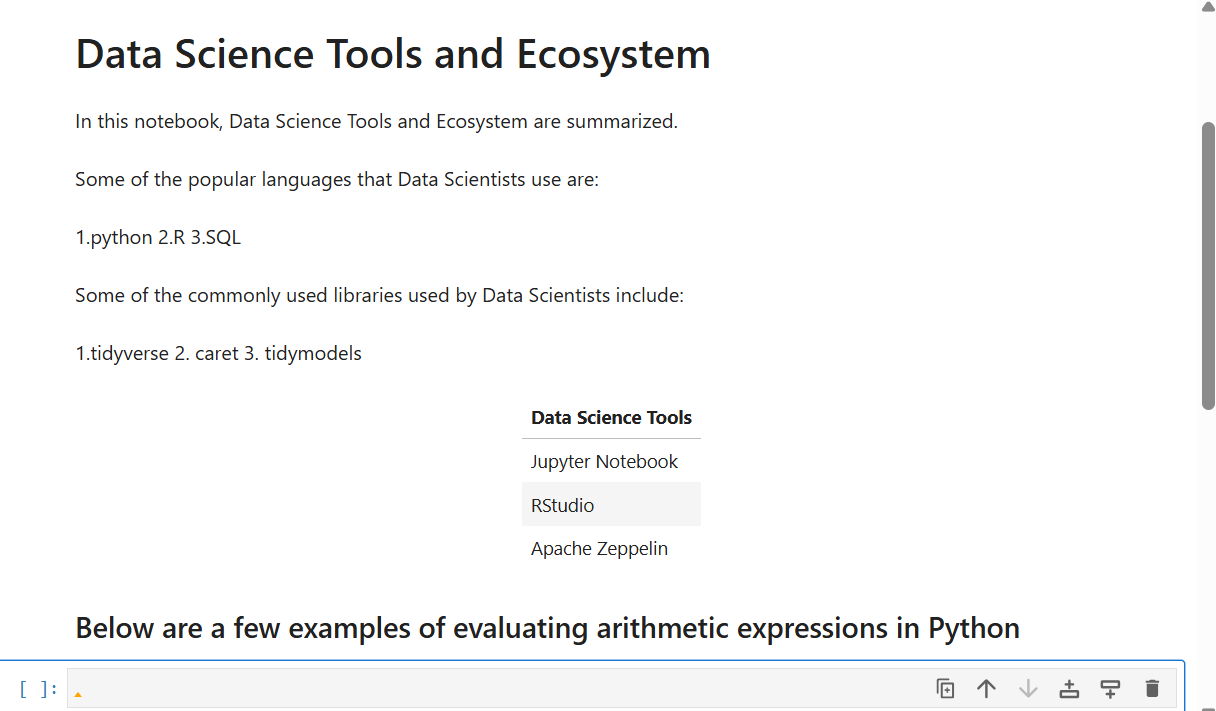 Data Science Tools and Ecosystem
In this notebook, Data Science Tools and Ecosystem are summarized.
Some of the popular languages that Data Scientists use are:
1.python 2.R 3.SQL
Some of the commonly used libraries used by Data Scientists include:
1.tidyverse 2. caret 3. tidymodels
Data Science Tools
Jupyter Notebook
RStudio
Apache Zeppelin
Below are a few examples of evaluating arithmetic expressions in Python
[ ]: